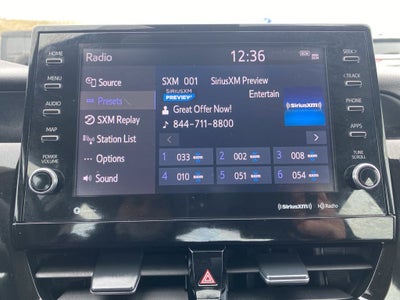 HOME
MENU
AUDIO
MAP
POWER
VOLUME
Radio
12:36
Source
Presets
SXM Replay
Station List
Options
Sound
SXM 001 SiriusXM Preview
Entertain
SiriusXM
PREVIEW
Great Offer Now!
844-711-8800
SiriusXM
1 033 2 002 3 008
4 010 5 051 6 054
SEEK >
< TRACK
PHONE
APPS
TUNE
SCROLL
SiriusXM HD Radio